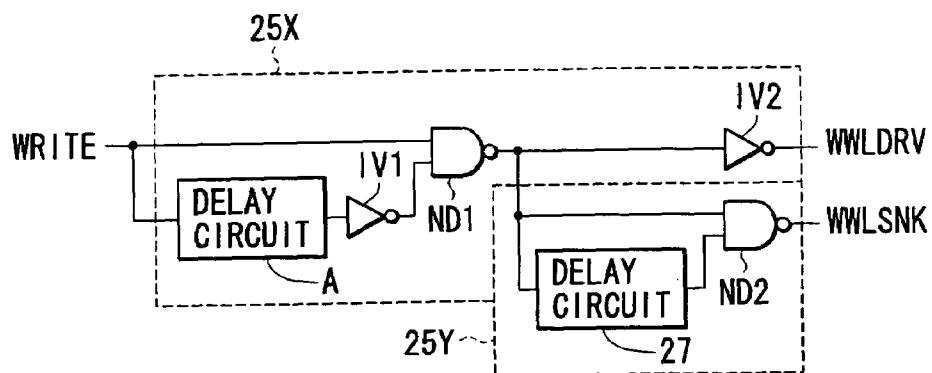 25X
IV2
WRITE
WWLDRV
IV1
ND1
DELAY
CIRCUIT
A
WWLSNK
ND2
DELAY
CIRCUIT
25Y
27